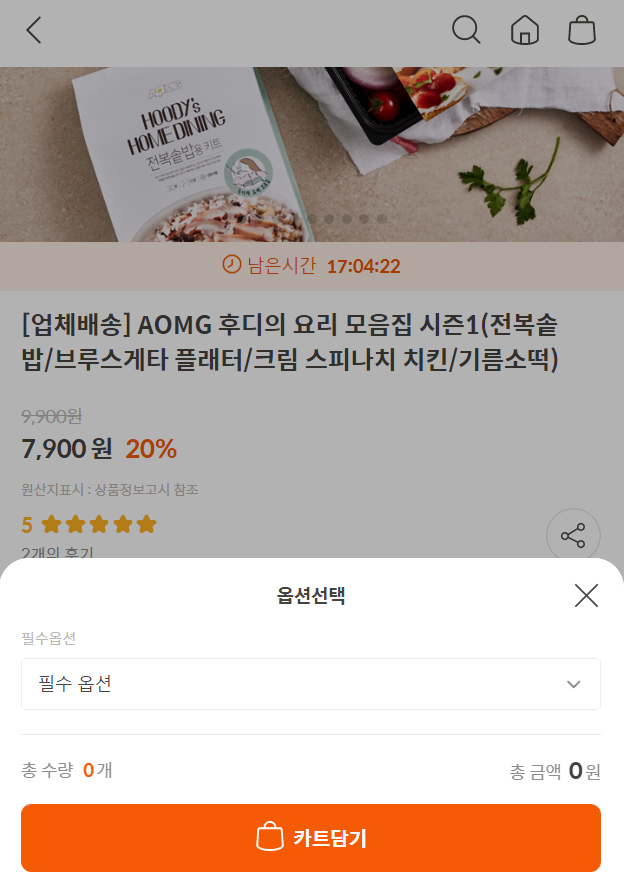 AOMG
HOODY's
HOMEDINING
전복솥밥용 키트
남은시간 17:04:22
[업체배송] AOMG 후디의 요리 모음집 시즌1(전복솥
밥/브루스게타 플래터/크림 스피나치 치킨/기름소떡)
9,900원
7,900 원 20%
원산지표시 : 상품정보고시 참조
5
2개의 후기
옵션선택
필수옵션
필수 옵션
총 수량 0개
총 금액 0원
카트담기